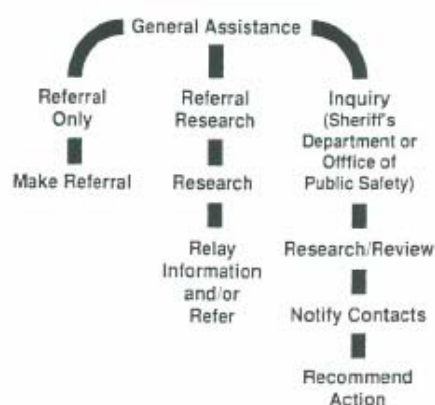 General Assistance
Referral
Only
Make Referral
Referral
Research
Research
Relay
Information
and/or
Refer
Inquiry
(Sheriff's
Department or
Offfice of
Public Safety)
Research/Review
Notify Contacts
Recommend
Action